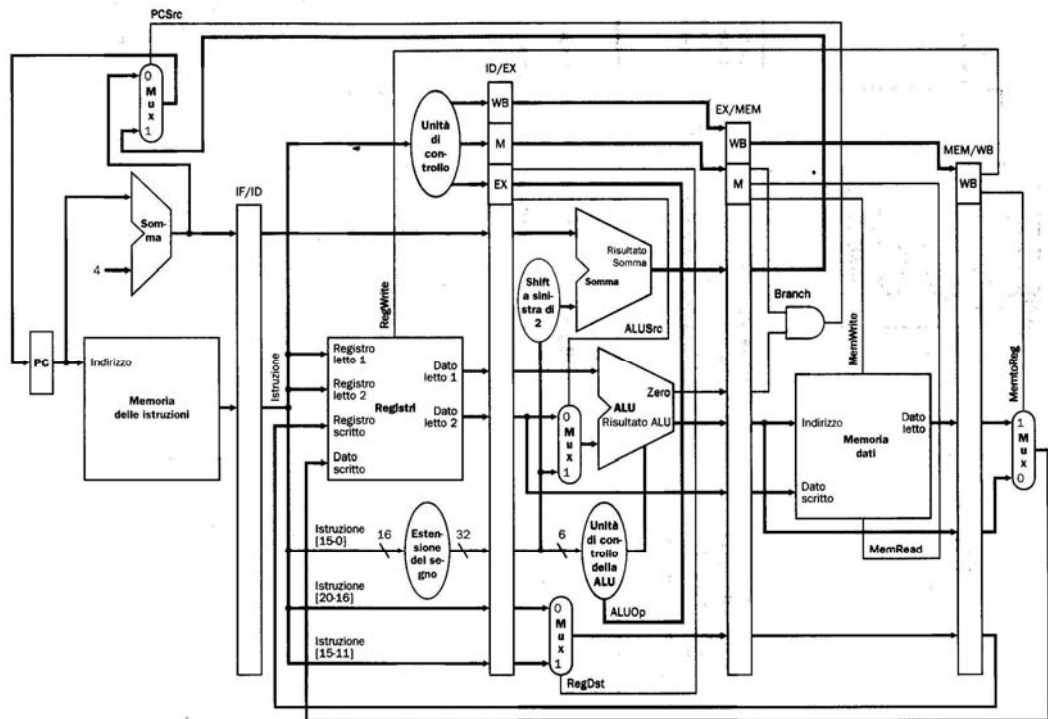 PCSrc
0
M
u
x
1
ID/EX
WB
M
EX
Unità
di
con-
trollo
EX/MEM
WB
M
MEM/WB
WB
IF/ID
Som-
ma
4
PC
Indirizzo
Memoria
delle istruzioni
Istruzione
RegWrite
Registro
letto 1
Registro
letto 2
Registro
scritto
Dato
scritto
Registri
Dato
letto 1
Dato
letto 2
Shift
a sini-
stra di
2
Risultato
Somma
Somma
ALUSrc
0
M
u
x
1
Zero
ALU
Risultato ALU
Branch
MemWrite
Indirizzo
Dato
letto
Memoria
dati
Dato
scritto
MemRead
MemtoReg
1
M
u
x
0
Istruzione
[15-0]
16
Esten-
sione
del se-
gno
32
6
Unità
di con-
trollo
della
ALU
ALUOp
Istruzione
[20-16]
Istruzione
[15-11]
0
M
u
x
1
RegDst